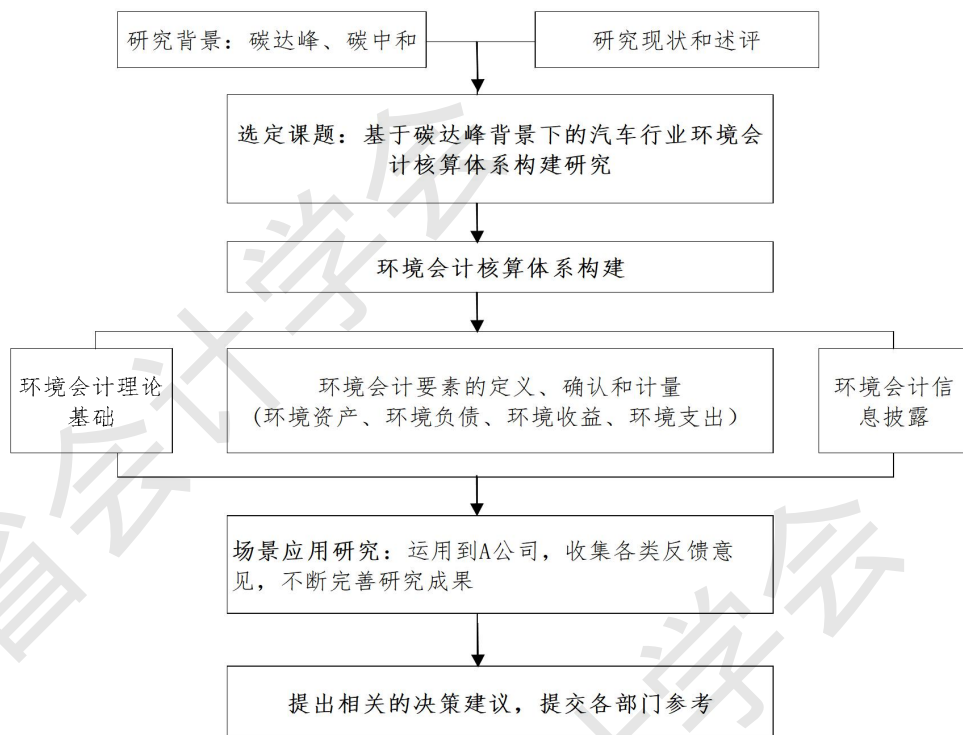 研究背景：碳达峰、碳中和
研究现状和述评
选定课题：基于碳达峰背景下的汽车行业环境会
计核算体系构建研究
环境会计核算体系构建
环境会计理论
基础
环境会计要素的定义、确认和计量
(环境资产、环境负债、环境收益、环境支出)
环境会计信
息披露
场景应用研究：运用到A公司，收集各类反馈意
见，不断完善研究成果
提出相关的决策建议，提交各部门参考
省会计学会
学会